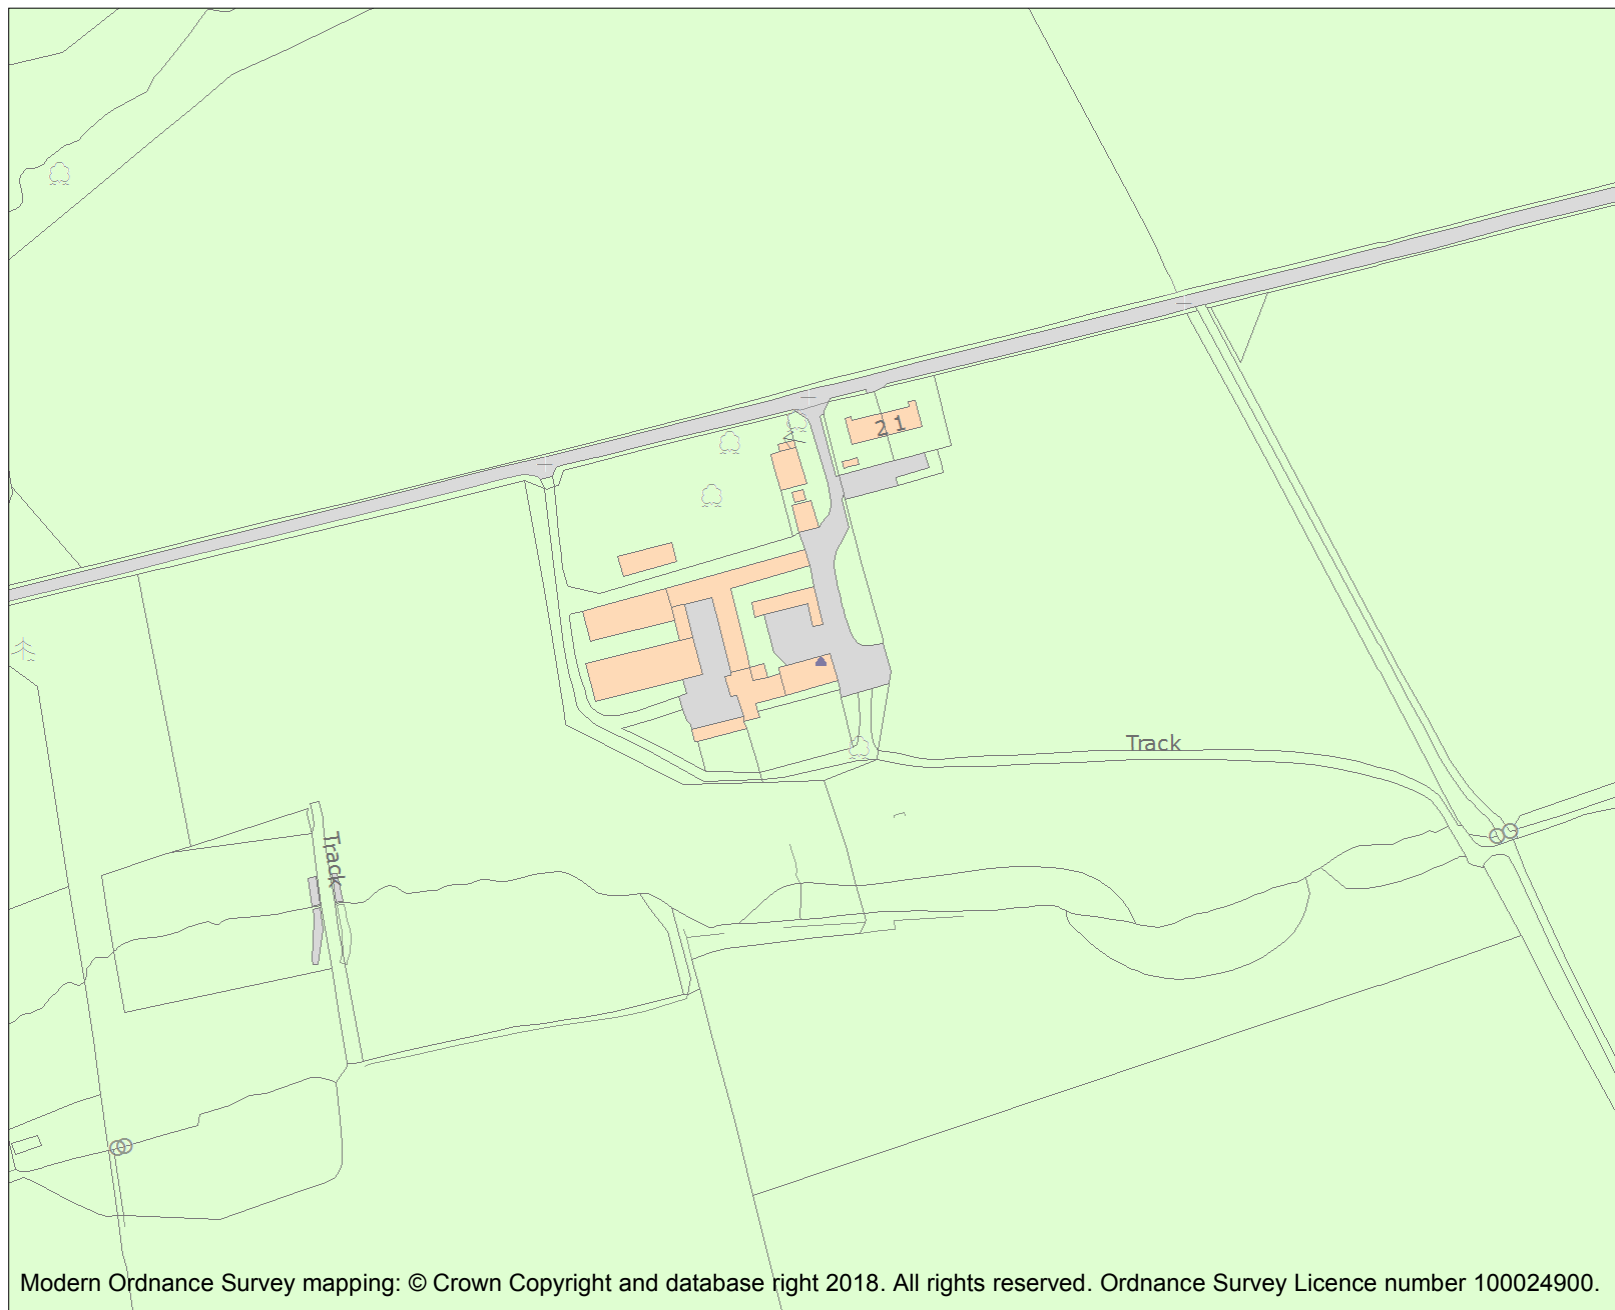 2 1
Track
Track
Modern Ordnance Survey mapping: © Crown Copyright and database right 2018. All rights reserved. Ordnance Survey Licence number 100024900.